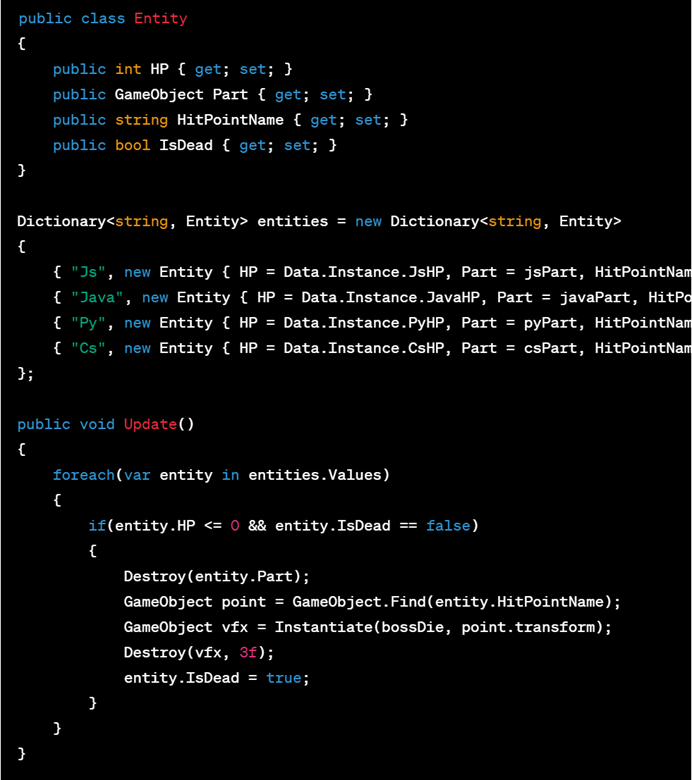 public class Entity
{
    public int HP { get; set; }
    public GameObject Part { get; set; }
    public string HitPointName { get; set; }
    public bool IsDead { get; set; }
}

Dictionary<string, Entity> entities = new Dictionary<string, Entity>
{
    { "Js", new Entity { HP = Data.Instance.JsHP, Part = jsPart, HitPointNam
    { "Java", new Entity { HP = Data.Instance.JavaHP, Part = javaPart, HitPo
    { "Py", new Entity { HP = Data.Instance.PyHP, Part = pyPart, HitPointNam
    { "Cs", new Entity { HP = Data.Instance.CsHP, Part = csPart, HitPointNam
};

public void Update()
{
    foreach(var entity in entities.Values)
    {
        if(entity.HP <= 0 && entity.IsDead == false)
        {
            Destroy(entity.Part);
            GameObject point = GameObject.Find(entity.HitPointName);
            GameObject vfx = Instantiate(bossDie, point.transform);
            Destroy(vfx, 3f);
            entity.IsDead = true;
        }
    }
}